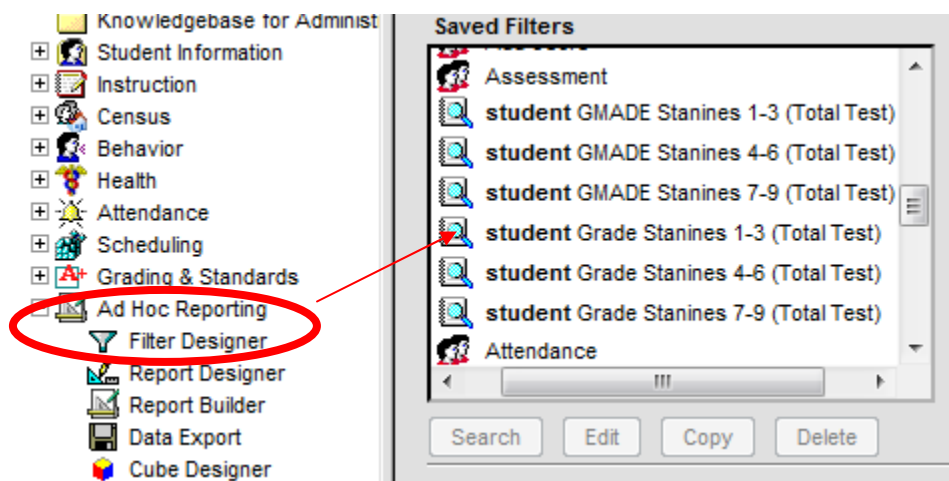 Knowledgebase for Administ
Student Information
Instruction
Census
Behavior
Health
Attendance
Scheduling
Grading & Standards
Ad Hoc Reporting
Filter Designer
Report Designer
Report Builder
Data Export
Cube Designer
Saved Filters
Assessment
student GMADE Stanines 1-3 (Total Test)
student GMADE Stanines 4-6 (Total Test)
student GMADE Stanines 7-9 (Total Test)
student Grade Stanines 1-3 (Total Test)
student Grade Stanines 4-6 (Total Test)
student Grade Stanines 7-9 (Total Test)
Attendance
Search Edit Copy Delete